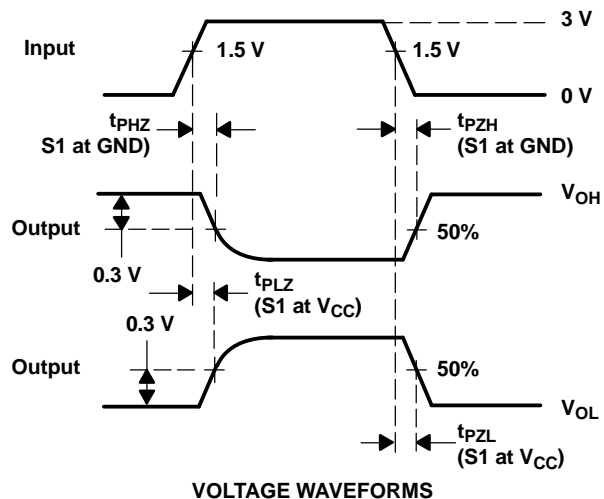 3 V
Input
1.5 V
1.5 V
0 V
tPHZ
S1 at GND)
tPZH
(S1 at GND)
VOH
Output
50%
0.3 V
tPLZ
(S1 at VCC)
0.3 V
Output
50%
VOL
tPZL
(S1 at VCC)
VOLTAGE WAVEFORMS